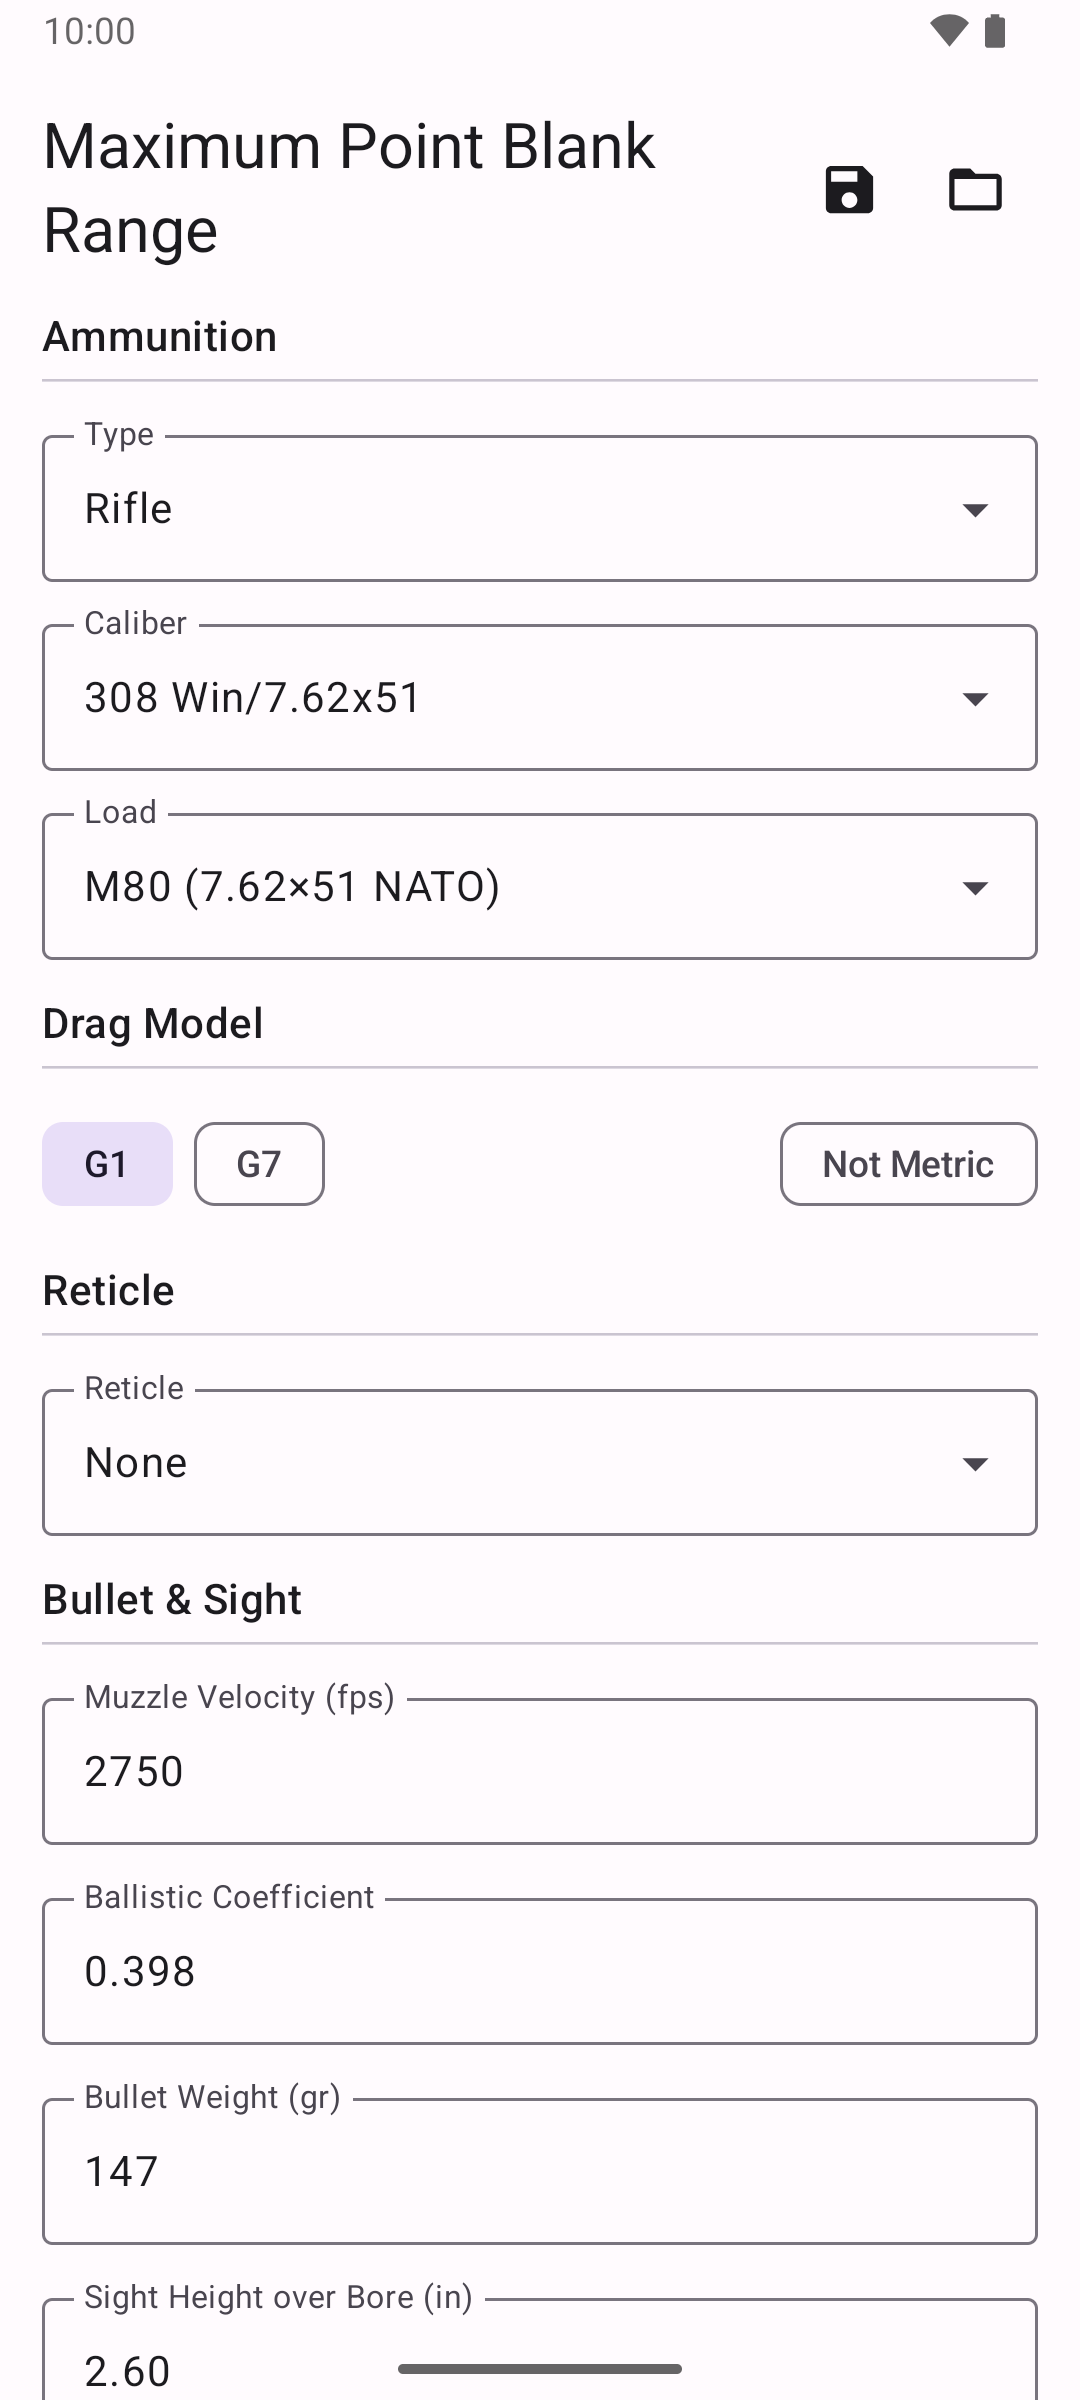 10:00
Maximum Point Blank
Range
Ammunition
Type
Rifle
Caliber
308 Win/7.62x51
Load
M80 (7.62×51 NATO)
Drag Model
G1
G7
Not Metric
Reticle
Reticle
None
Bullet & Sight
Muzzle Velocity (fps)
2750
Ballistic Coefficient
0.398
Bullet Weight (gr)
147
Sight Height over Bore (in)
2.60